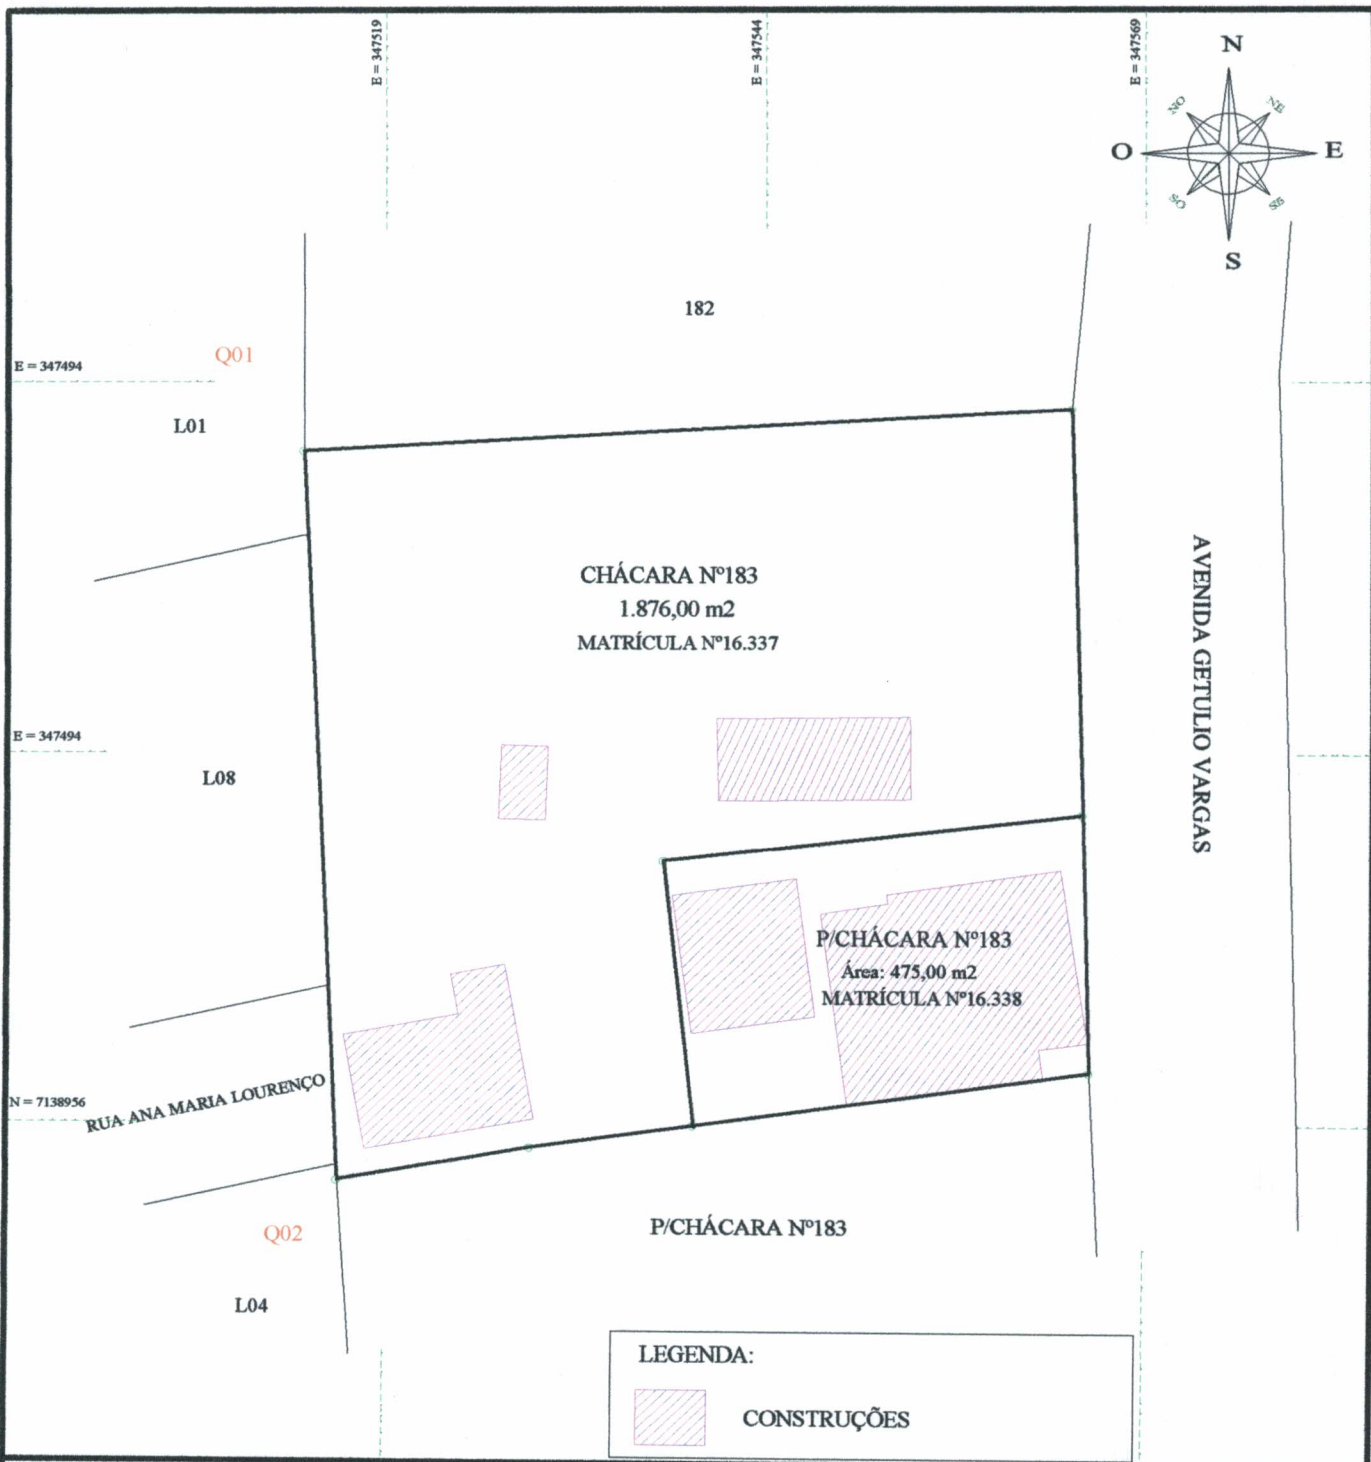 E = 347519
E = 347544
E = 347569
N
NO
NE
O
E
SO
SE
S
182
Q01
E = 347494
L01
CHÁCARA Nº183
1.876,00 m2
MATRÍCULA Nº16.337
AVENIDA GETULIO VARGAS
E = 347494
L08
P/CHÁCARA Nº183
Área: 475,00 m2
MATRÍCULA Nº16.338
N = 7138956
RUA ANA MARIA LOURENÇO
P/CHÁCARA Nº183
Q02
L04
LEGENDA:
CONSTRUÇÕES